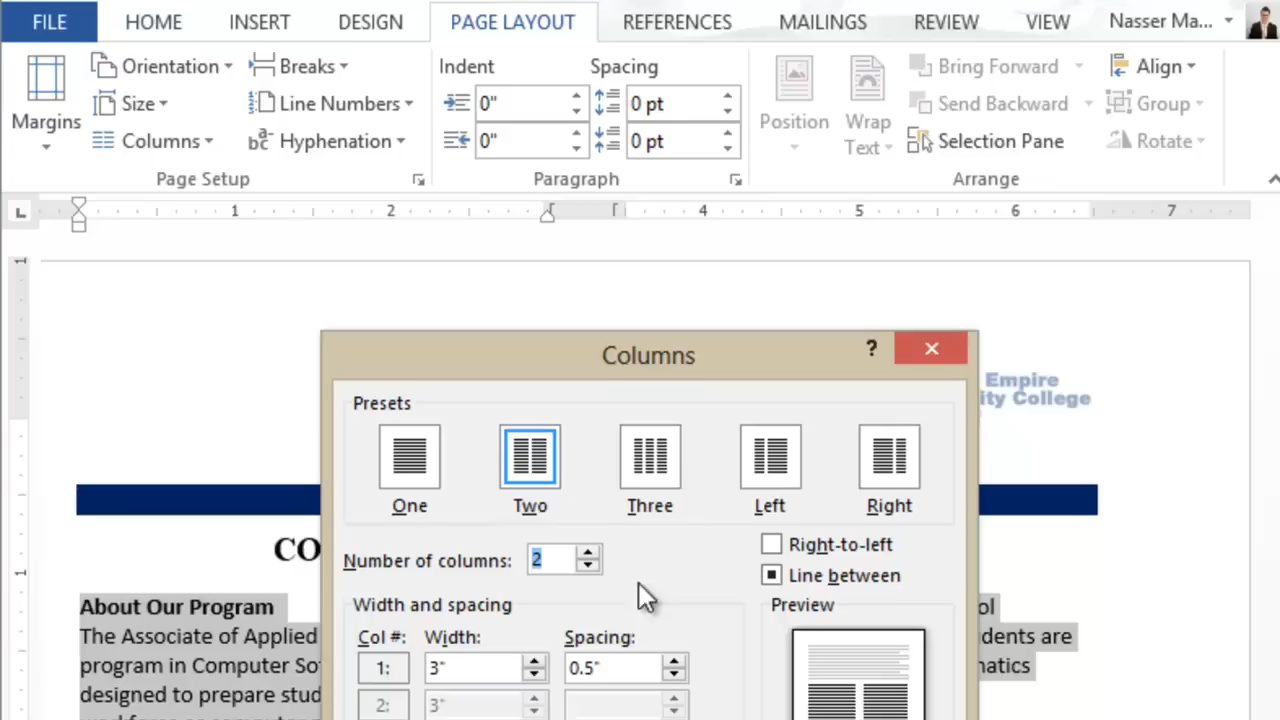 FILE HOME INSERT DESIGN PAGE LAYOUT REFERENCES MAILINGS REVIEW VIEW Nasser Ma...
Margins
Orientation
Size
Columns
Breaks
Line Numbers
Hyphenation
Page Setup
Indent Spacing
0" 0 pt
0" 0 pt
Paragraph
Position
Wrap
Text
Bring Forward
Send Backward
Selection Pane
Align
Group
Rotate
Arrange
1 2 4 5 6 7
1
Empire
ity College
CO
1
About Our Program
The Associate of Applied
program in Computer So
designed to prepare stud
ol
udents are
matics
Columns
?
Presets
One Two Three Left Right
Number of columns: 2
Right-to-left
Line between
Width and spacing
Col #: Width: Spacing:
1: 3" 0.5"
2: 3"
Preview